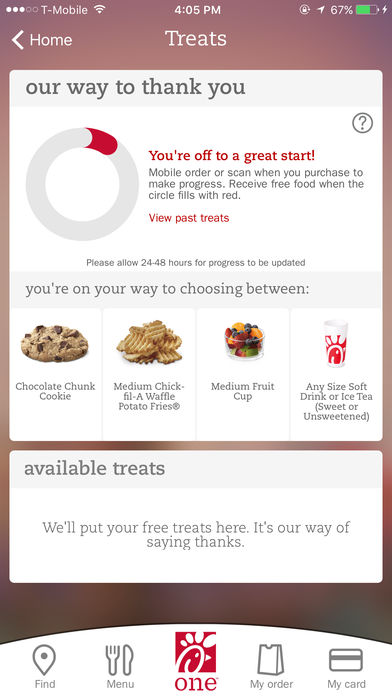 T-Mobile 4:05 PM 67%
Home Treats
our way to thank you
?
You're off to a great start!
Mobile order or scan when you purchase to
make progress. Receive free food when the
circle fills with red.
View past treats
Please allow 24-48 hours for progress to be updated
you're on your way to choosing between:
Chocolate Chunk
Cookie
Medium Chick-
fil-A Waffle
Potato Fries®
Medium Fruit
Cup
Any Size Soft
Drink or Ice Tea
(Sweet or
Unsweetened)
available treats
We'll put your free treats here. It's our way of
saying thanks.
Find
Menu
one
My order
My card